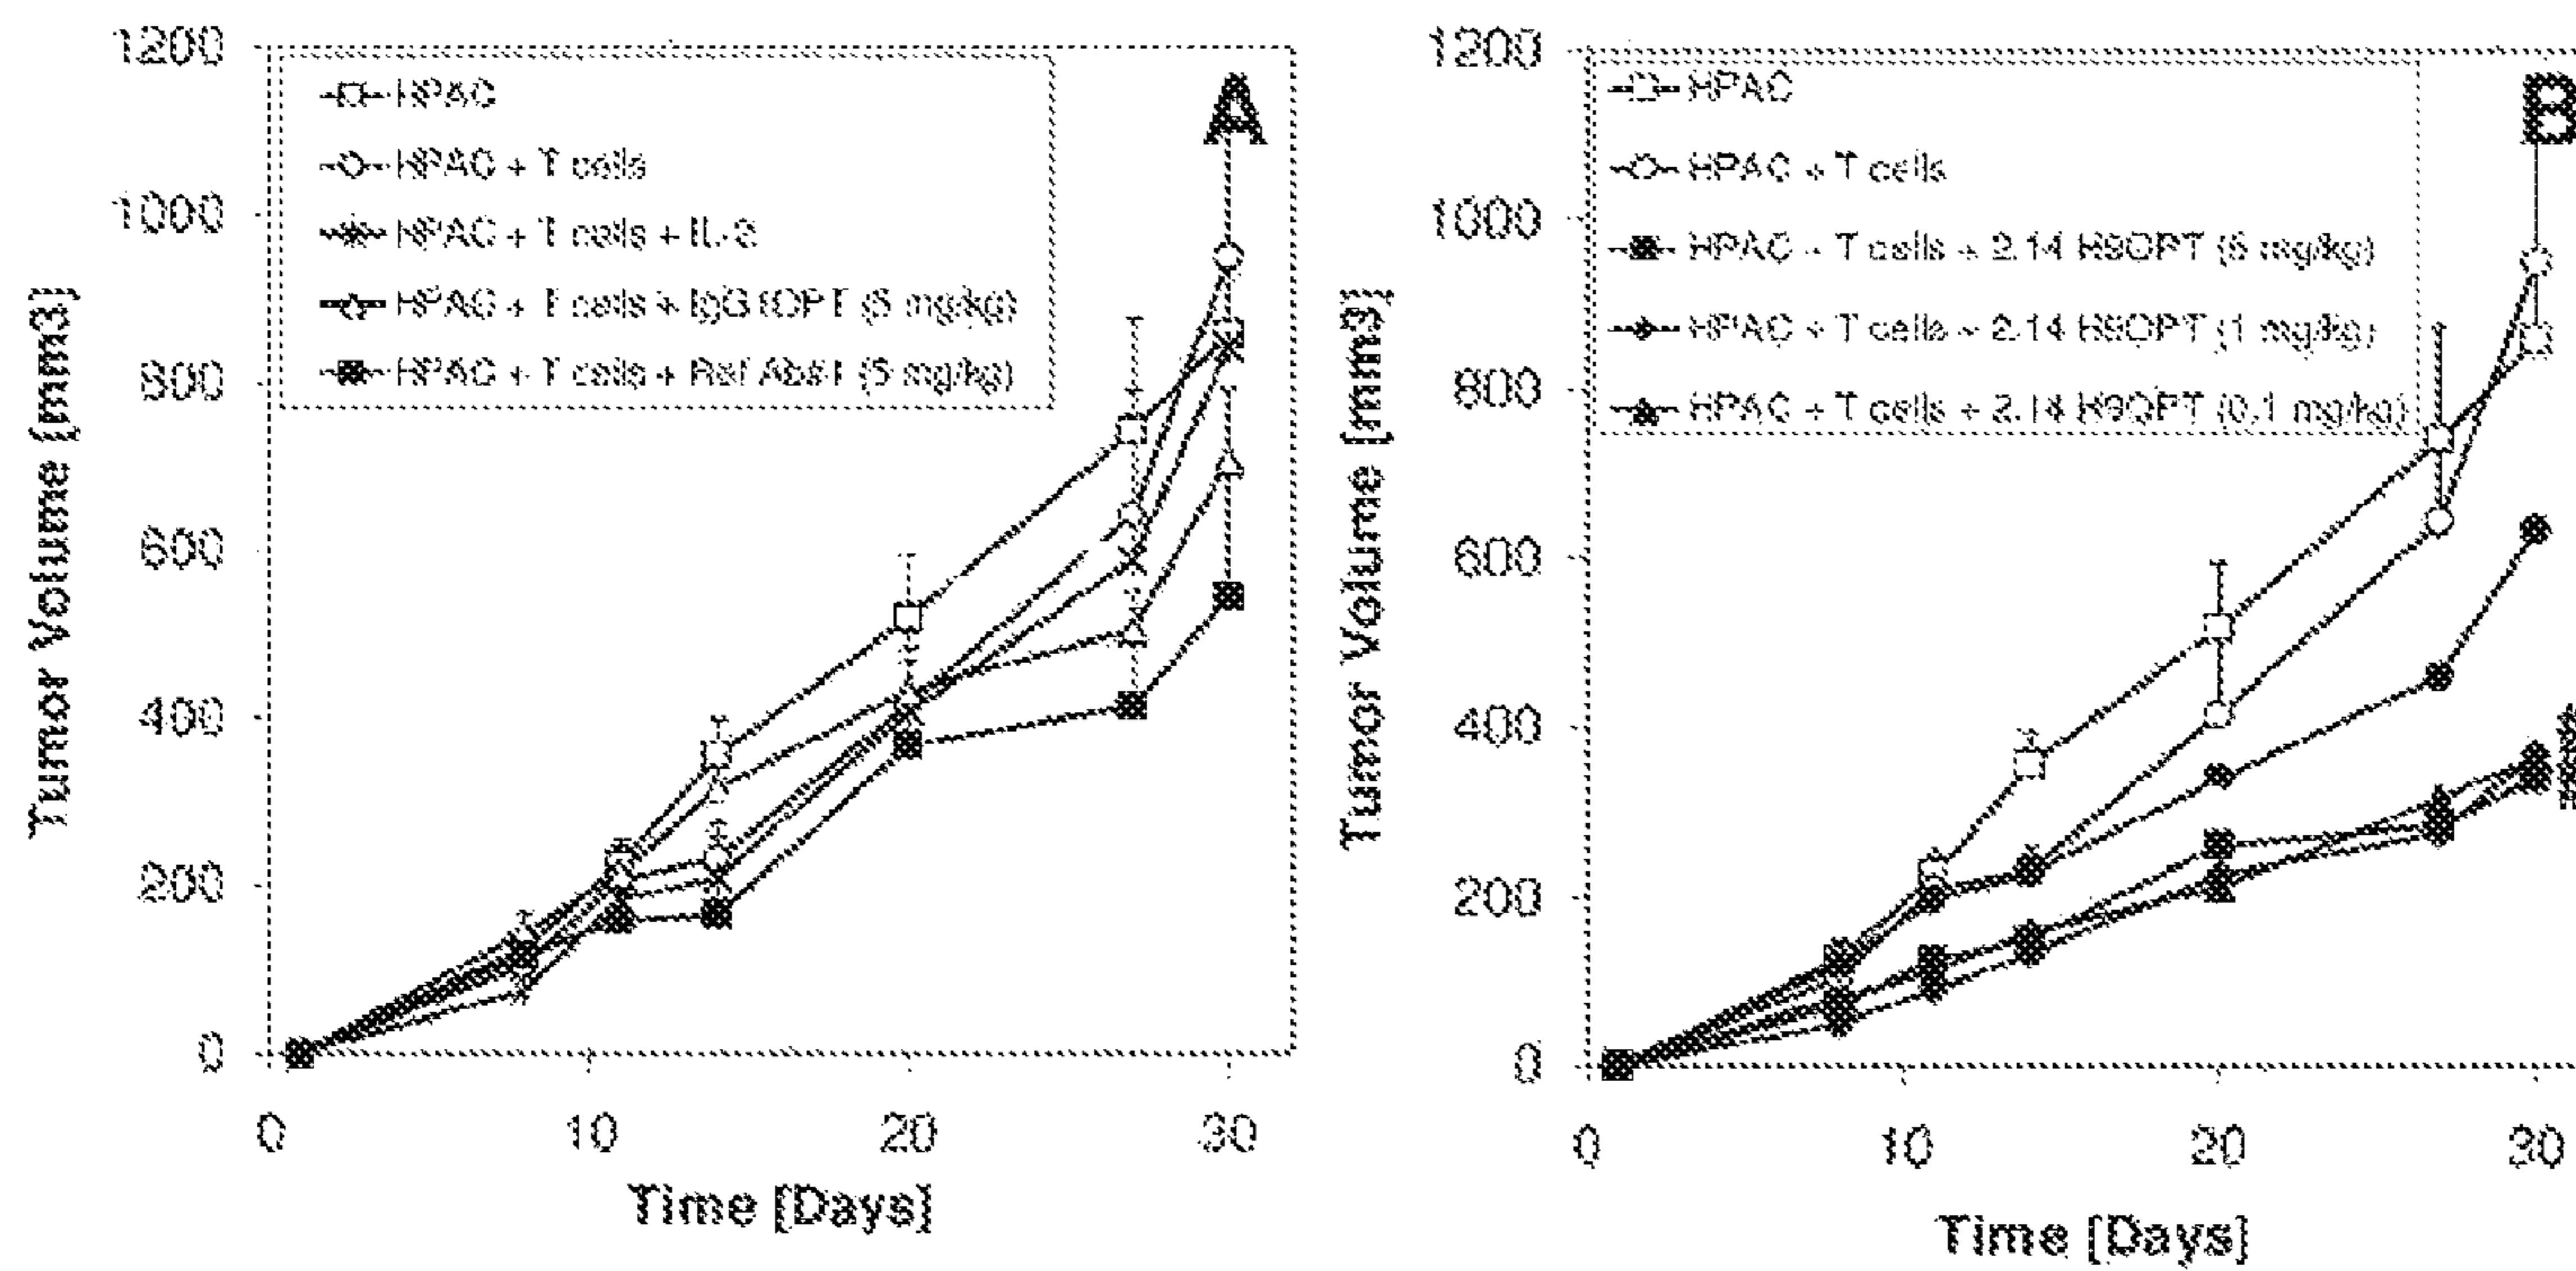 A
1200
1000
800
600
400
200
0
0 10 20 30
Tumor Volume [mm3]
Time [Days]
HPAC
HPAC + T cells
HPAC + T cells + IL-2
HPAC + T cells + IgG (5 mg/kg)
HPAC + T cells + Ref (5 mg/kg)
B
1200
1000
800
600
400
200
0
0 10 20 30
Tumor Volume [mm3]
Time [Days]
HPAC
HPAC + T cells
HPAC + T cells + 2.14 H9OPT (5 mg/kg)
HPAC + T cells + 2.14 H9OPT (1 mg/kg)
HPAC + T cells + 2.14 H9OPT (0.1 mg/kg)